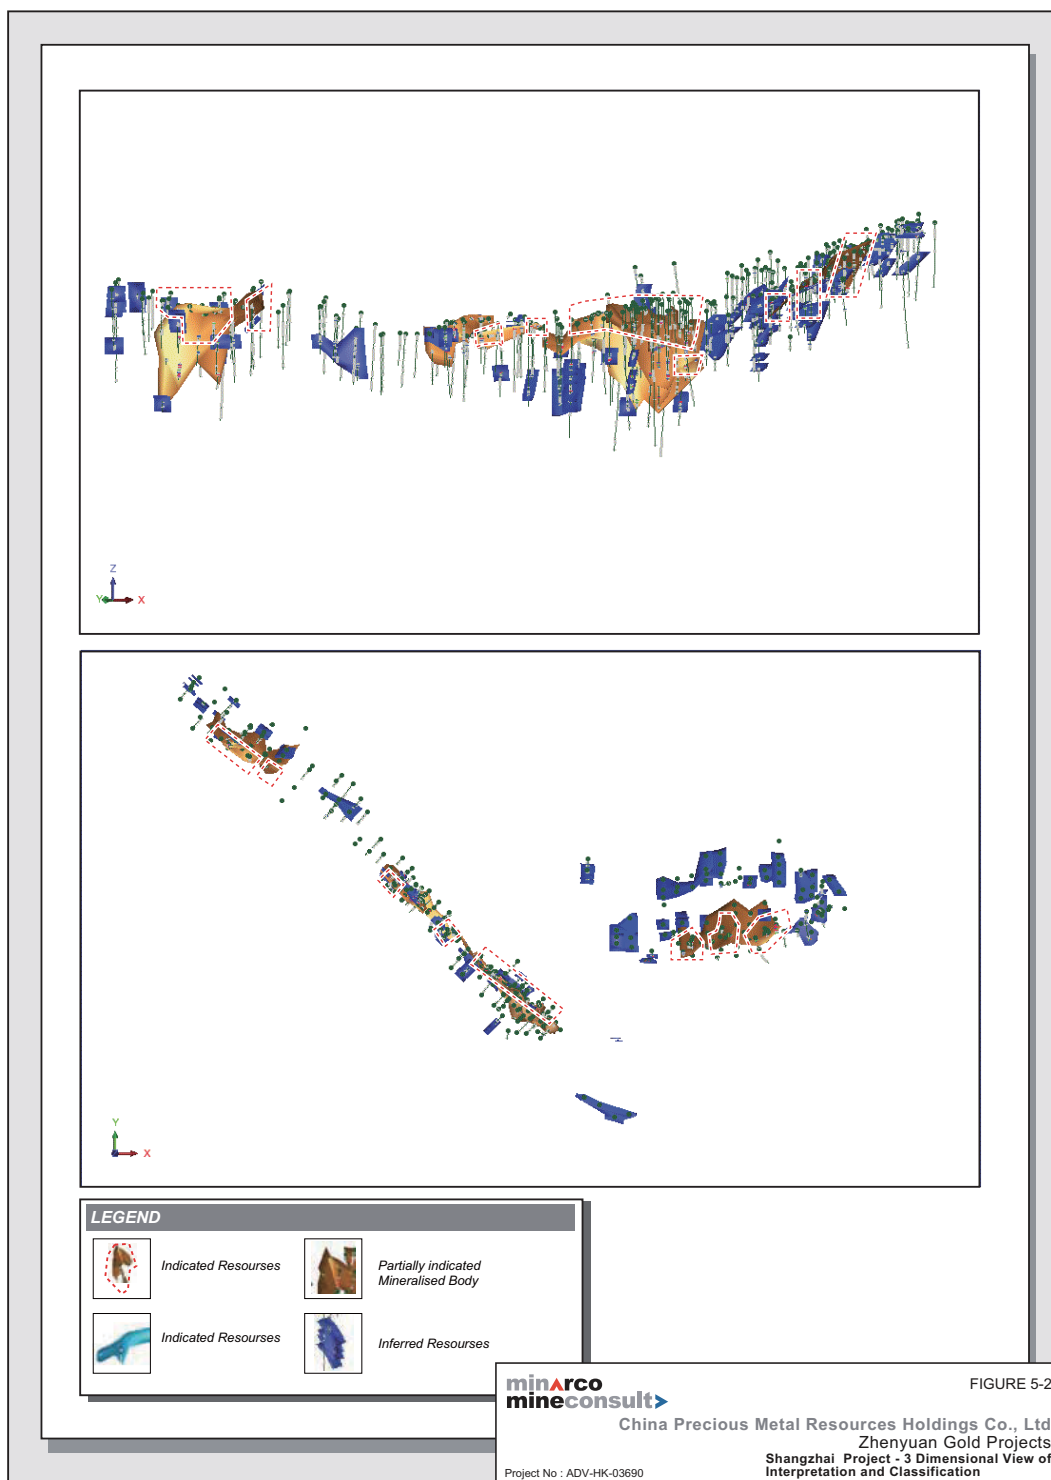 Z
Y
X
Y
X
LEGEND
Indicated Resourses
Partially indicated
Mineralised Body
Indicated Resourses
Inferred Resourses
minarco
mineconsult
FIGURE 5-2
China Precious Metal Resources Holdings Co., Ltd
Zhenyuan Gold Projects
Shangzhai Project - 3 Dimensional View of
Interpretation and Classification
Project No : ADV-HK-03690